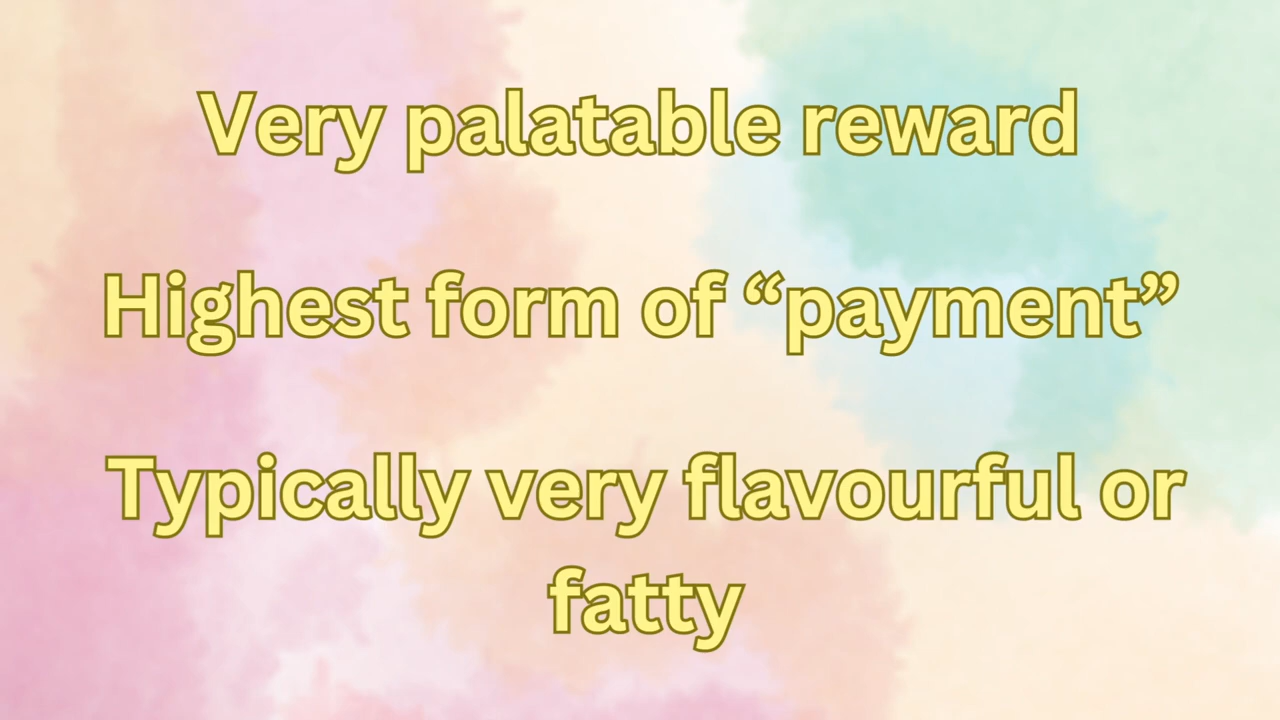 Very palatable reward
Highest form of “payment”
Typically very flavourful or
fatty